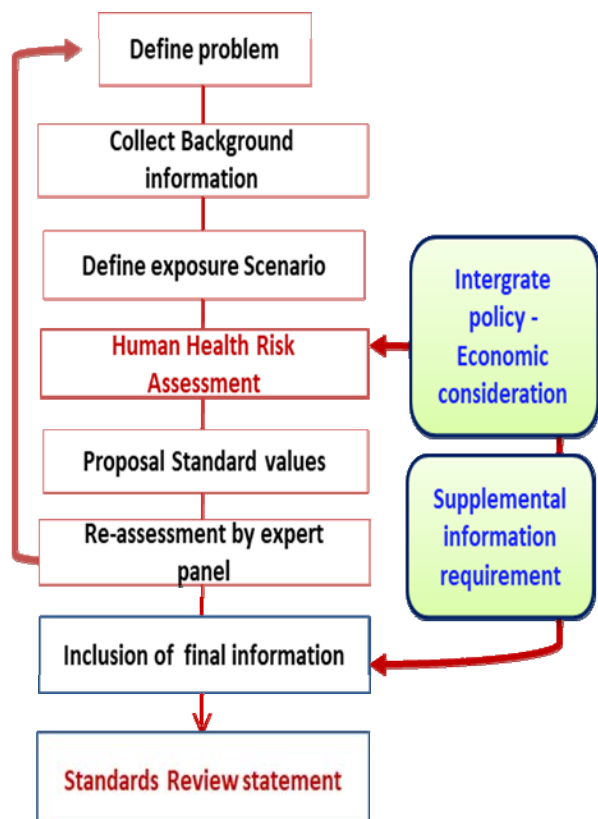 Define problem
Collect Background
information
Define exposure Scenario
Human Health Risk
Assessment
Proposal Standard values
Re-assessment by expert
panel
Inclusion of final information
Standards Review statement
Intergrate
policy -
Economic
consideration
Supplemental
information
requirement